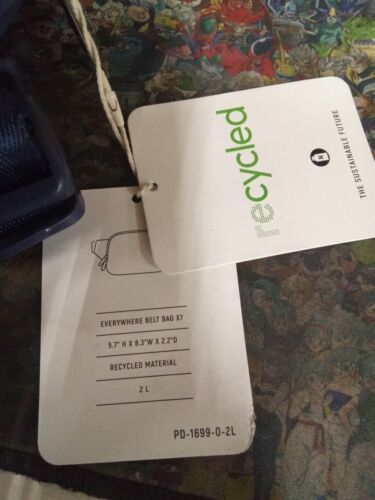 recycled
N
THE SUSTAINABLE FUTURE
EVERYWHERE BELT BAG X7
5.7" H X 8.3"W X 2.2"D
RECYCLED MATERIAL
2 L
PD-1699-0-2L